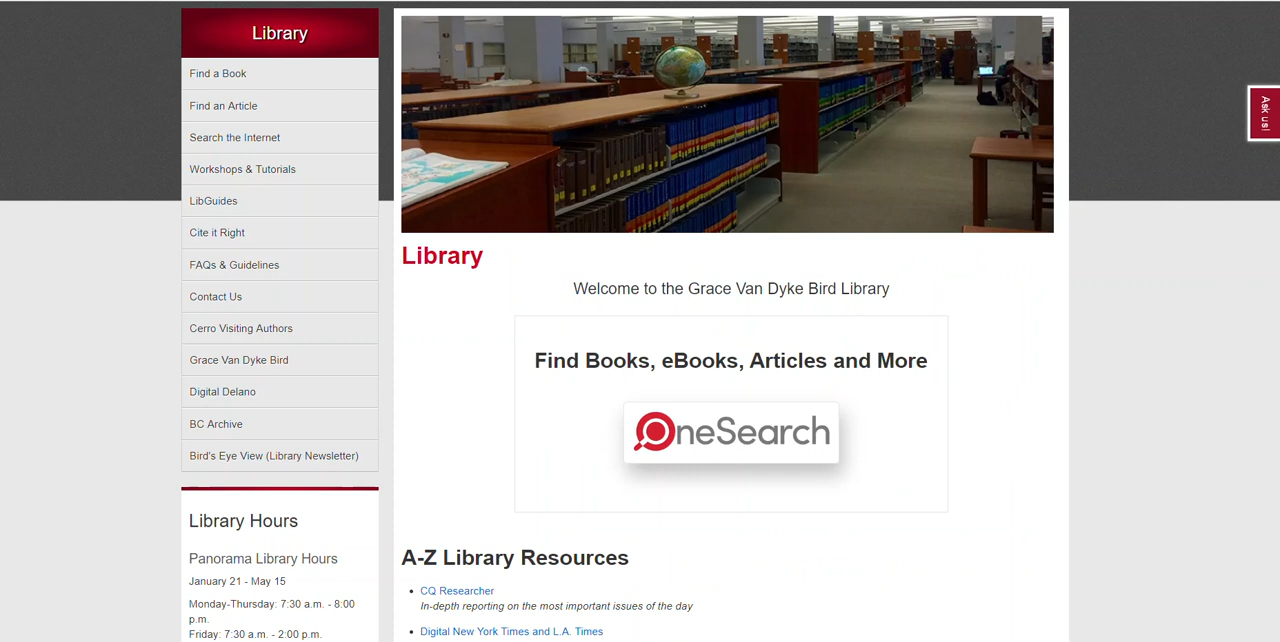 Library
Find a Book
Find an Article
Search the Internet
Workshops & Tutorials
LibGuides
Cite it Right
FAQs & Guidelines
Contact Us
Cerro Visiting Authors
Grace Van Dyke Bird
Digital Delano
BC Archive
Bird's Eye View (Library Newsletter)
Library Hours
Panorama Library Hours
January 21 - May 15
Monday-Thursday: 7:30 a.m. - 8:00
p.m.
Friday: 7:30 a.m. - 2:00 p.m.
Library
Welcome to the Grace Van Dyke Bird Library
Find Books, eBooks, Articles and More
OneSearch
A-Z Library Resources
CQ Researcher
In-depth reporting on the most important issues of the day
Digital New York Times and L.A. Times
Ask us!